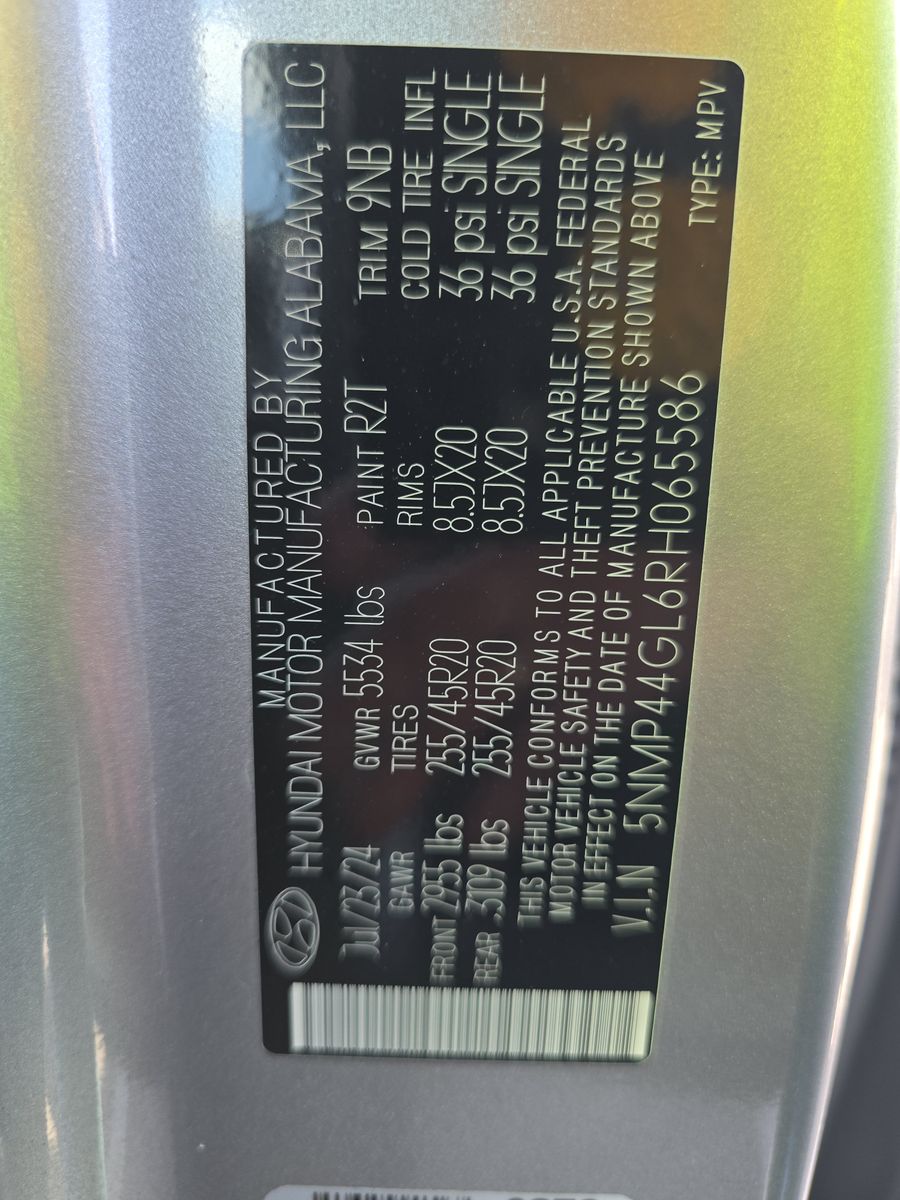 MANUFACTURED BY
HYUNDAI MOTOR MANUFACTURING ALABAMA, LLC
Jul/23/24 GVWR 5534 lbs PAINT R2T TRIM 9NB
GAWR TIRES RIMS COLD TIRE INFL
FRONT 2955 lbs 255/45R20 8.5JX20 36 psi SINGLE
REAR 3109 lbs 255/45R20 8.5JX20 36 psi SINGLE
THIS VEHICLE CONFORMS TO ALL APPLICABLE U.S.A. FEDERAL
MOTOR VEHICLE SAFETY AND THEFT PREVENTION STANDARDS
IN EFFECT ON THE DATE OF MANUFACTURE SHOWN ABOVE
V.I.N 5NMP44GL6RH065586 TYPE: MPV